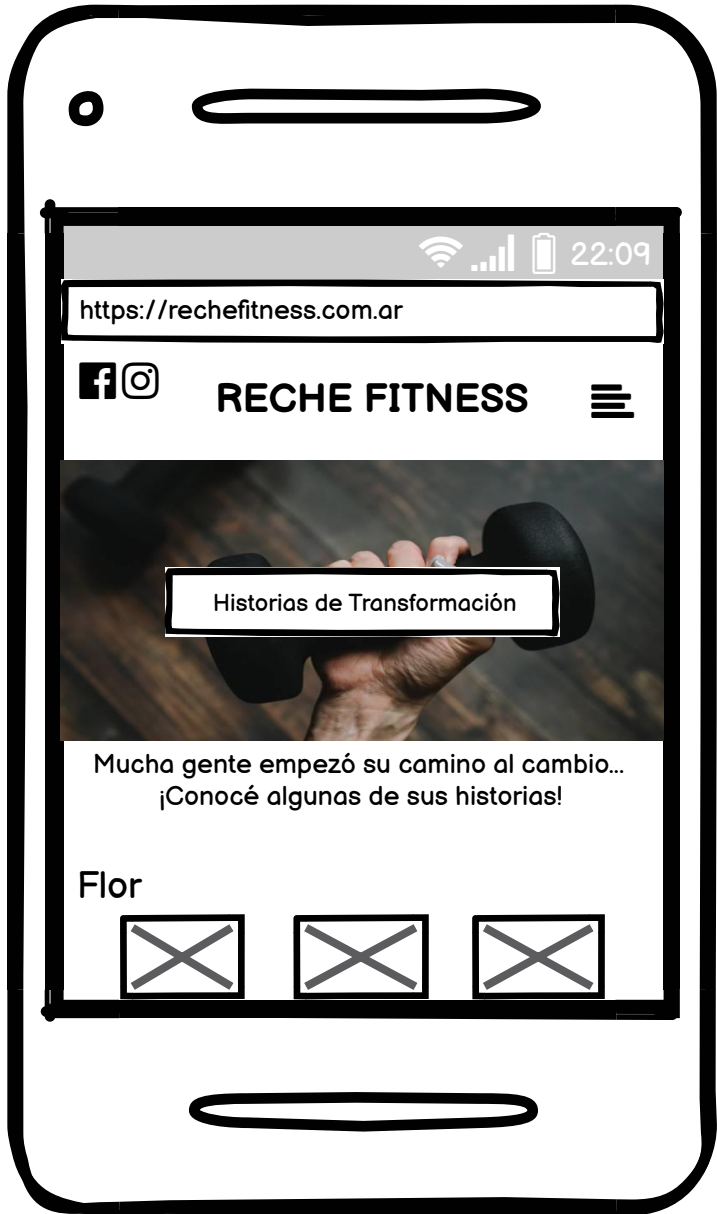 22:09
https://rechefitness.com.ar
RECHE FITNESS
Historias de Transformación
Mucha gente empezó su camino al cambio...
¡Conocé algunas de sus historias!
Flor